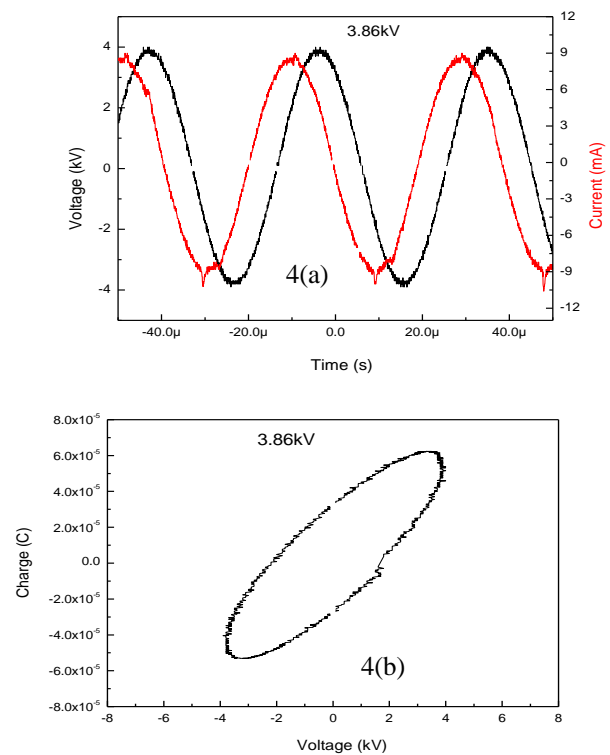 3.86kV
12
9
6
3
0
-3
-6
-9
-12
Current (mA)
4
2
0
-2
-4
Voltage (kV)
4(a)
-40.0µ -20.0µ 0.0 20.0µ 40.0µ
Time (s)
8.0x10⁻⁵
6.0x10⁻⁵
4.0x10⁻⁵
2.0x10⁻⁵
0.0
-2.0x10⁻⁵
-4.0x10⁻⁵
-6.0x10⁻⁵
-8.0x10⁻⁵
Charge (C)
3.86kV
4(b)
-8 -6 -4 -2 0 2 4 6 8
Voltage (kV)